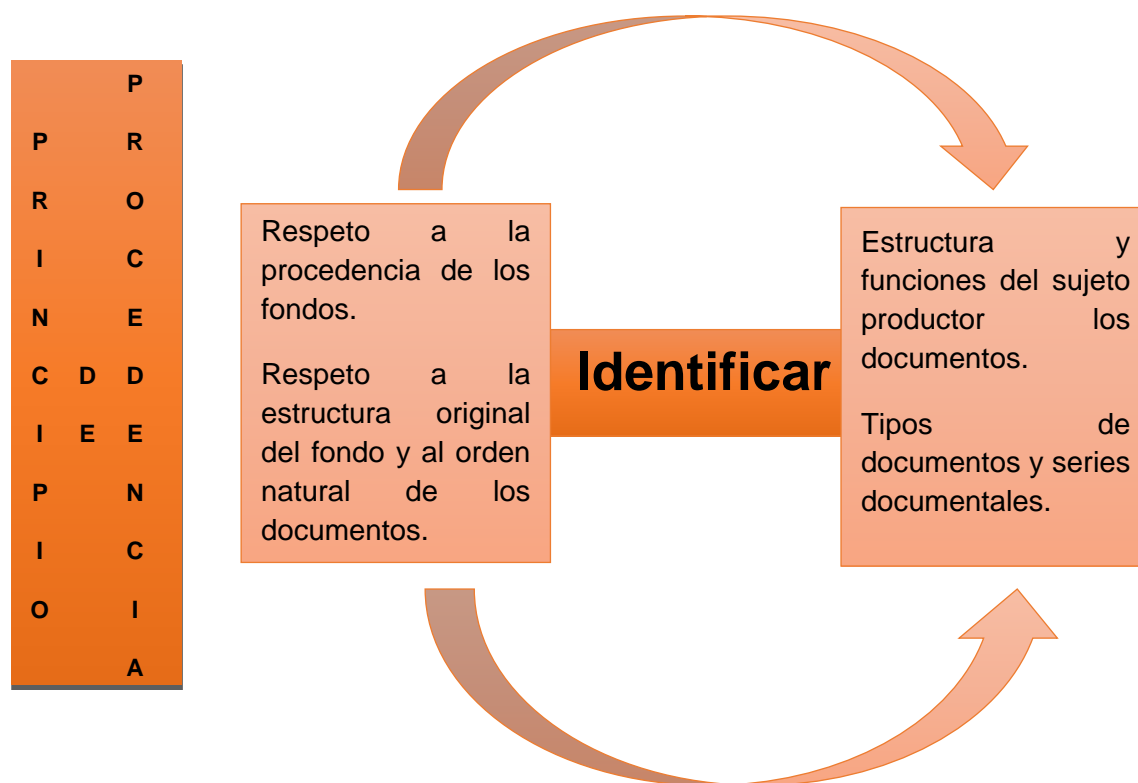 PRINCIPIO
DE
PROCEDENCIA
Respeto a la
procedencia de los
fondos.
Respeto a la
estructura original
del fondo y al orden
natural de los
documentos.
Identificar
Estructura y
funciones del sujeto
productor los
documentos.
Tipos de
documentos y series
documentales.